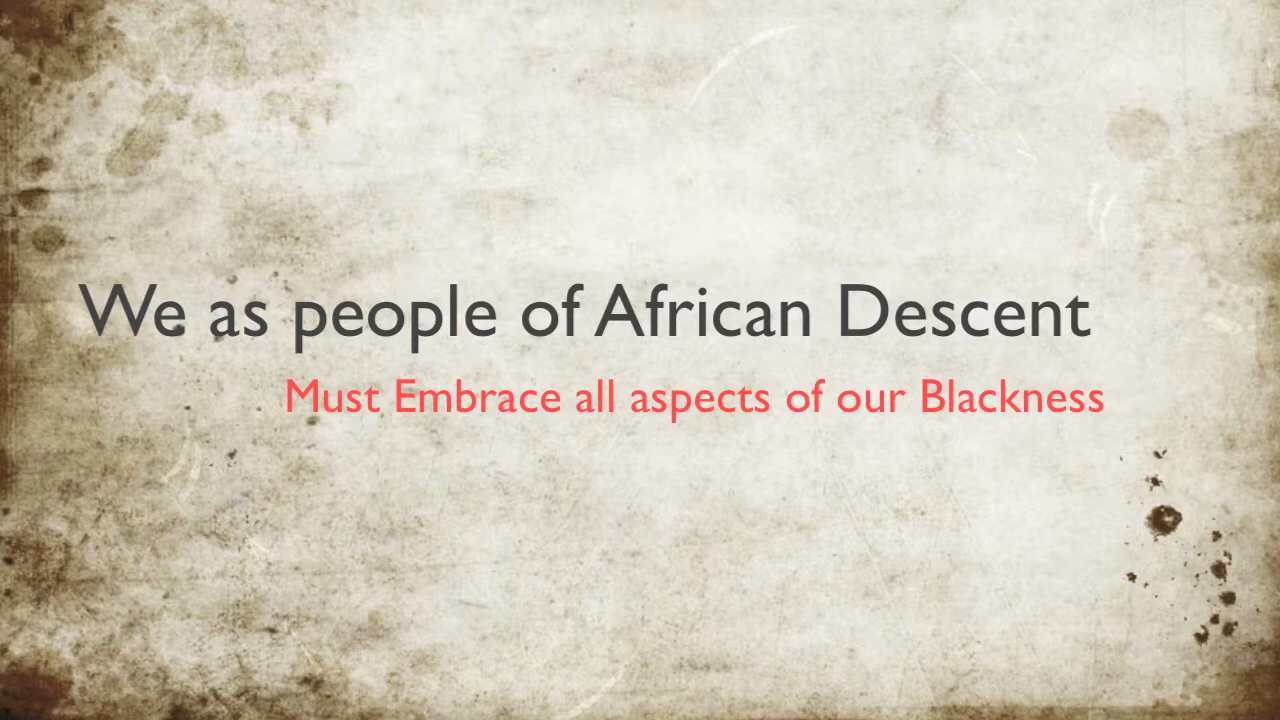 We as people of African Descent
Must Embrace all aspects of our Blackness